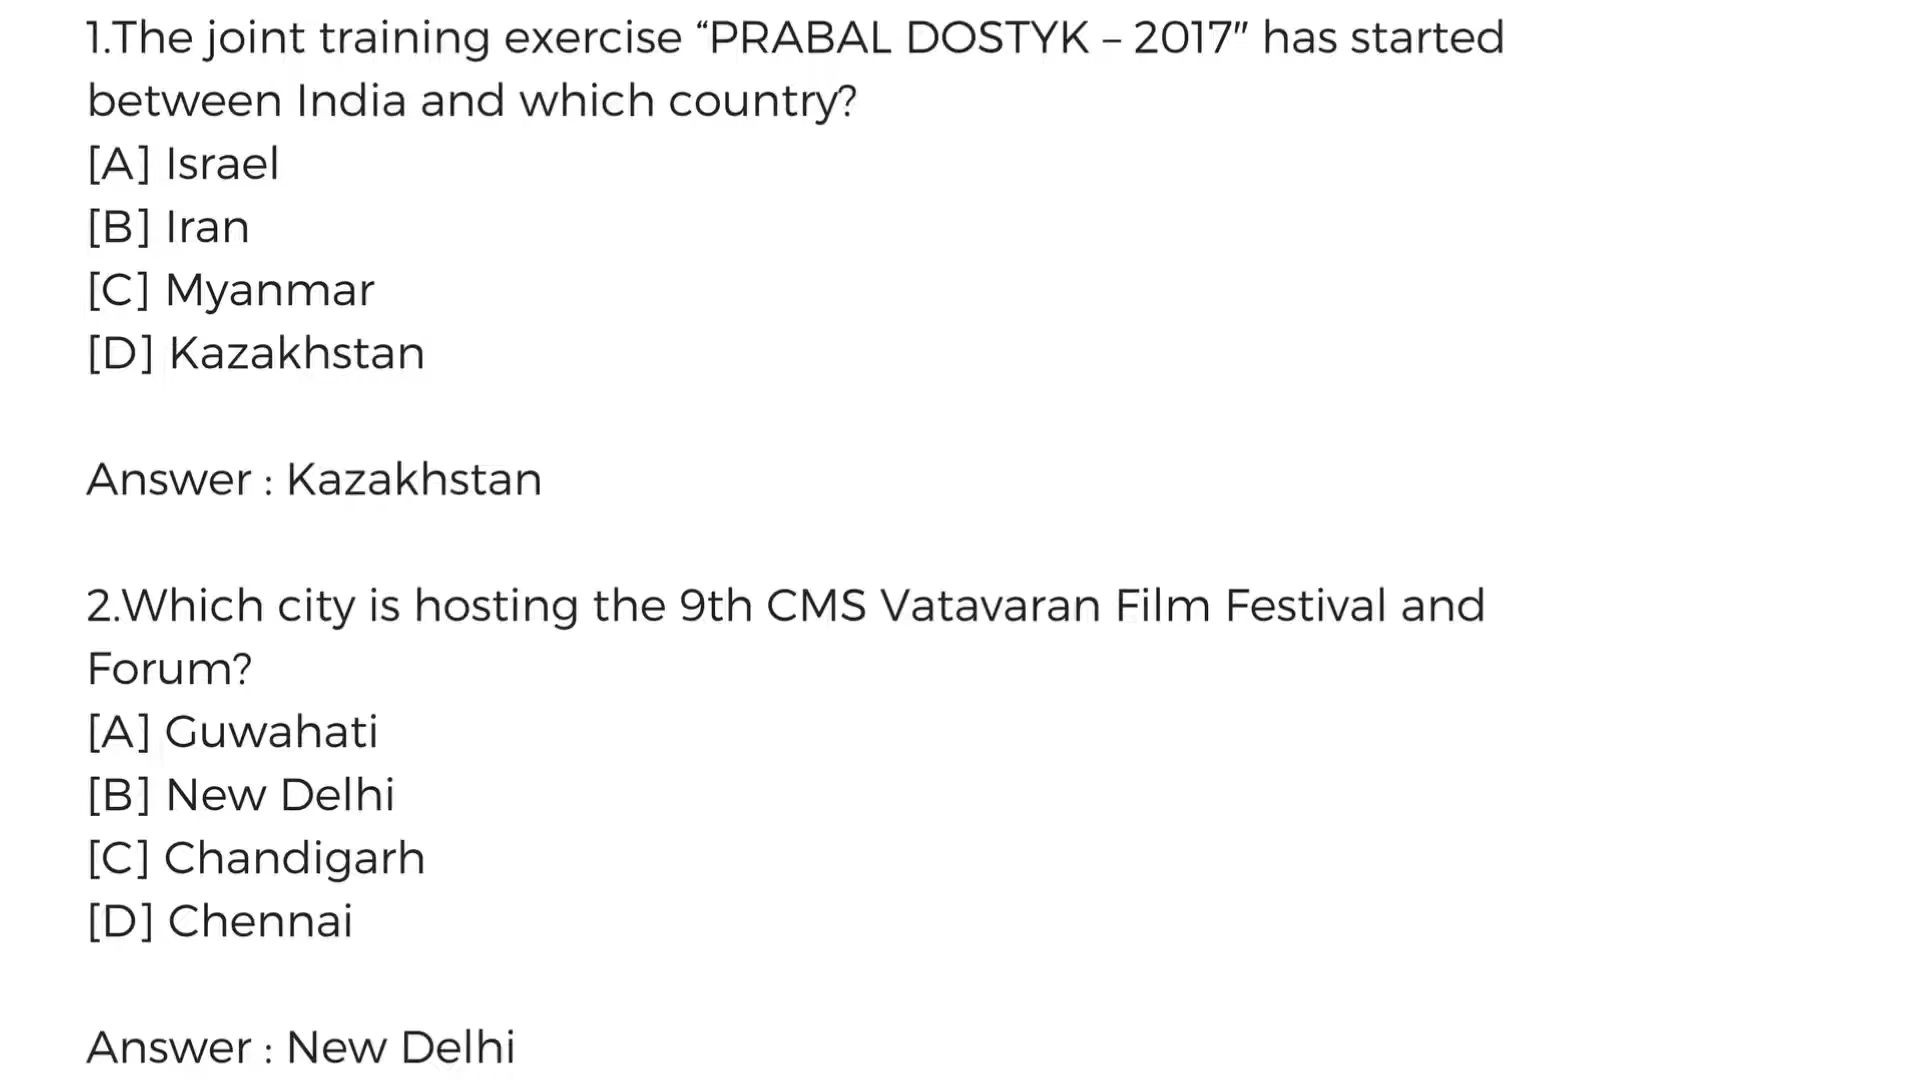 1.The joint training exercise “PRABAL DOSTYK – 2017″ has started
between India and which country?
[A] Israel
[B] Iran
[C] Myanmar
[D] Kazakhstan
Answer : Kazakhstan
2.Which city is hosting the 9th CMS Vatavaran Film Festival and
Forum?
[A] Guwahati
[B] New Delhi
[C] Chandigarh
[D] Chennai
Answer : New Delhi